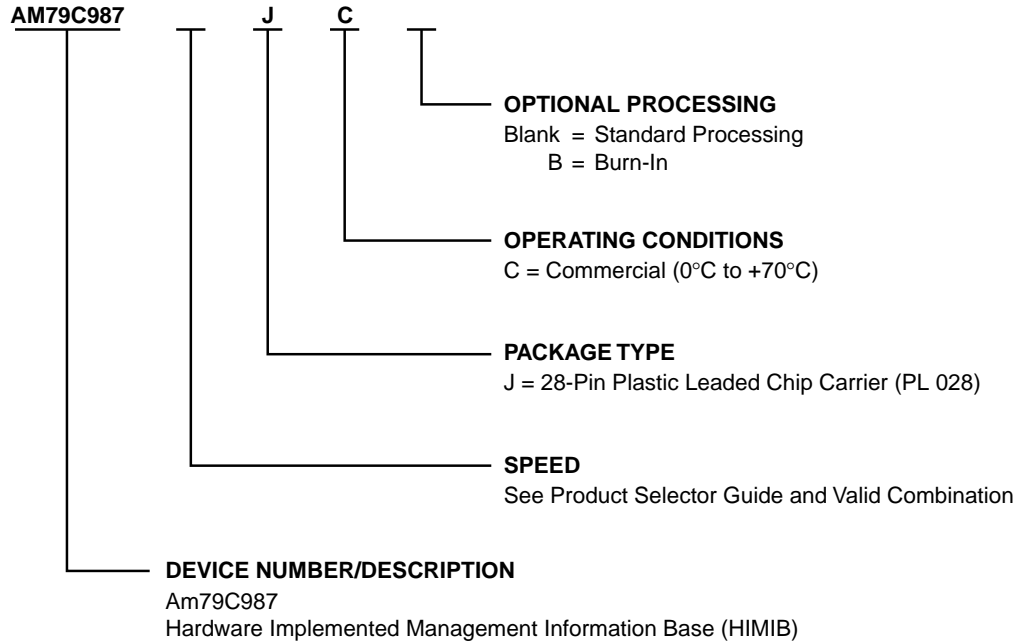 AM79C987 J C
OPTIONAL PROCESSING
Blank = Standard Processing
B = Burn-In
OPERATING CONDITIONS
C = Commercial (0°C to +70°C)
PACKAGE TYPE
J = 28-Pin Plastic Leaded Chip Carrier (PL 028)
SPEED
See Product Selector Guide and Valid Combination
DEVICE NUMBER/DESCRIPTION
Am79C987
Hardware Implemented Management Information Base (HIMIB)